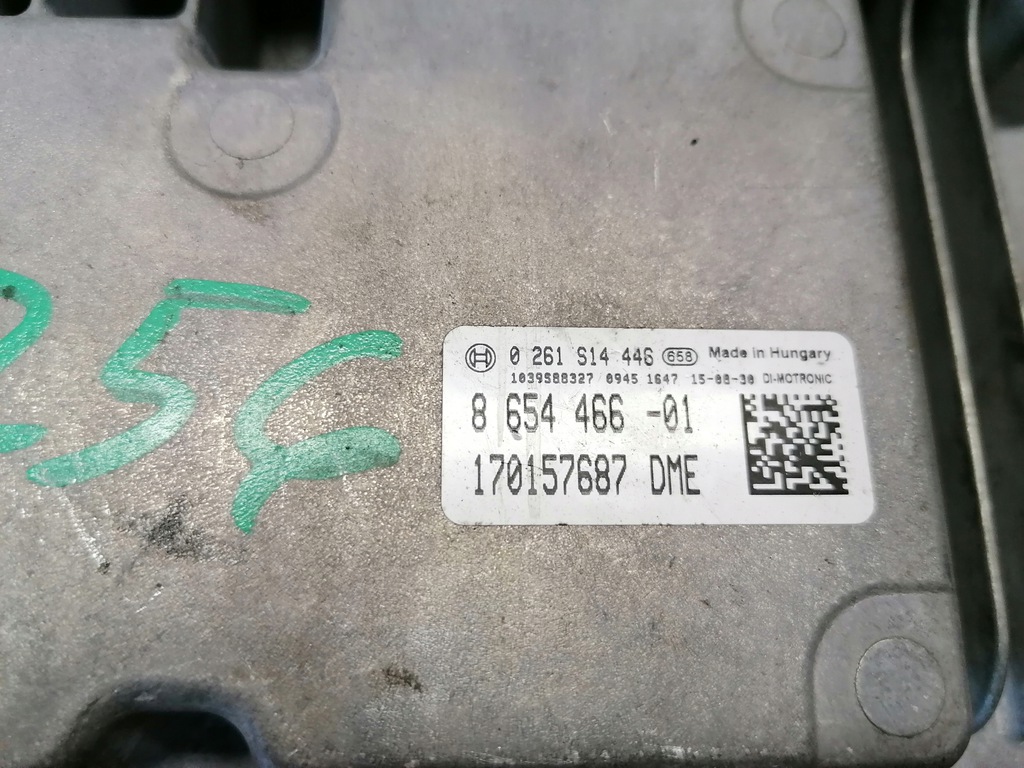 25C
0 261 S14 446 658 Made in Hungary
1039S88327 0945 1647 15-08-30 DI-MOTRONIC
8 654 466 -01
170157687 DME